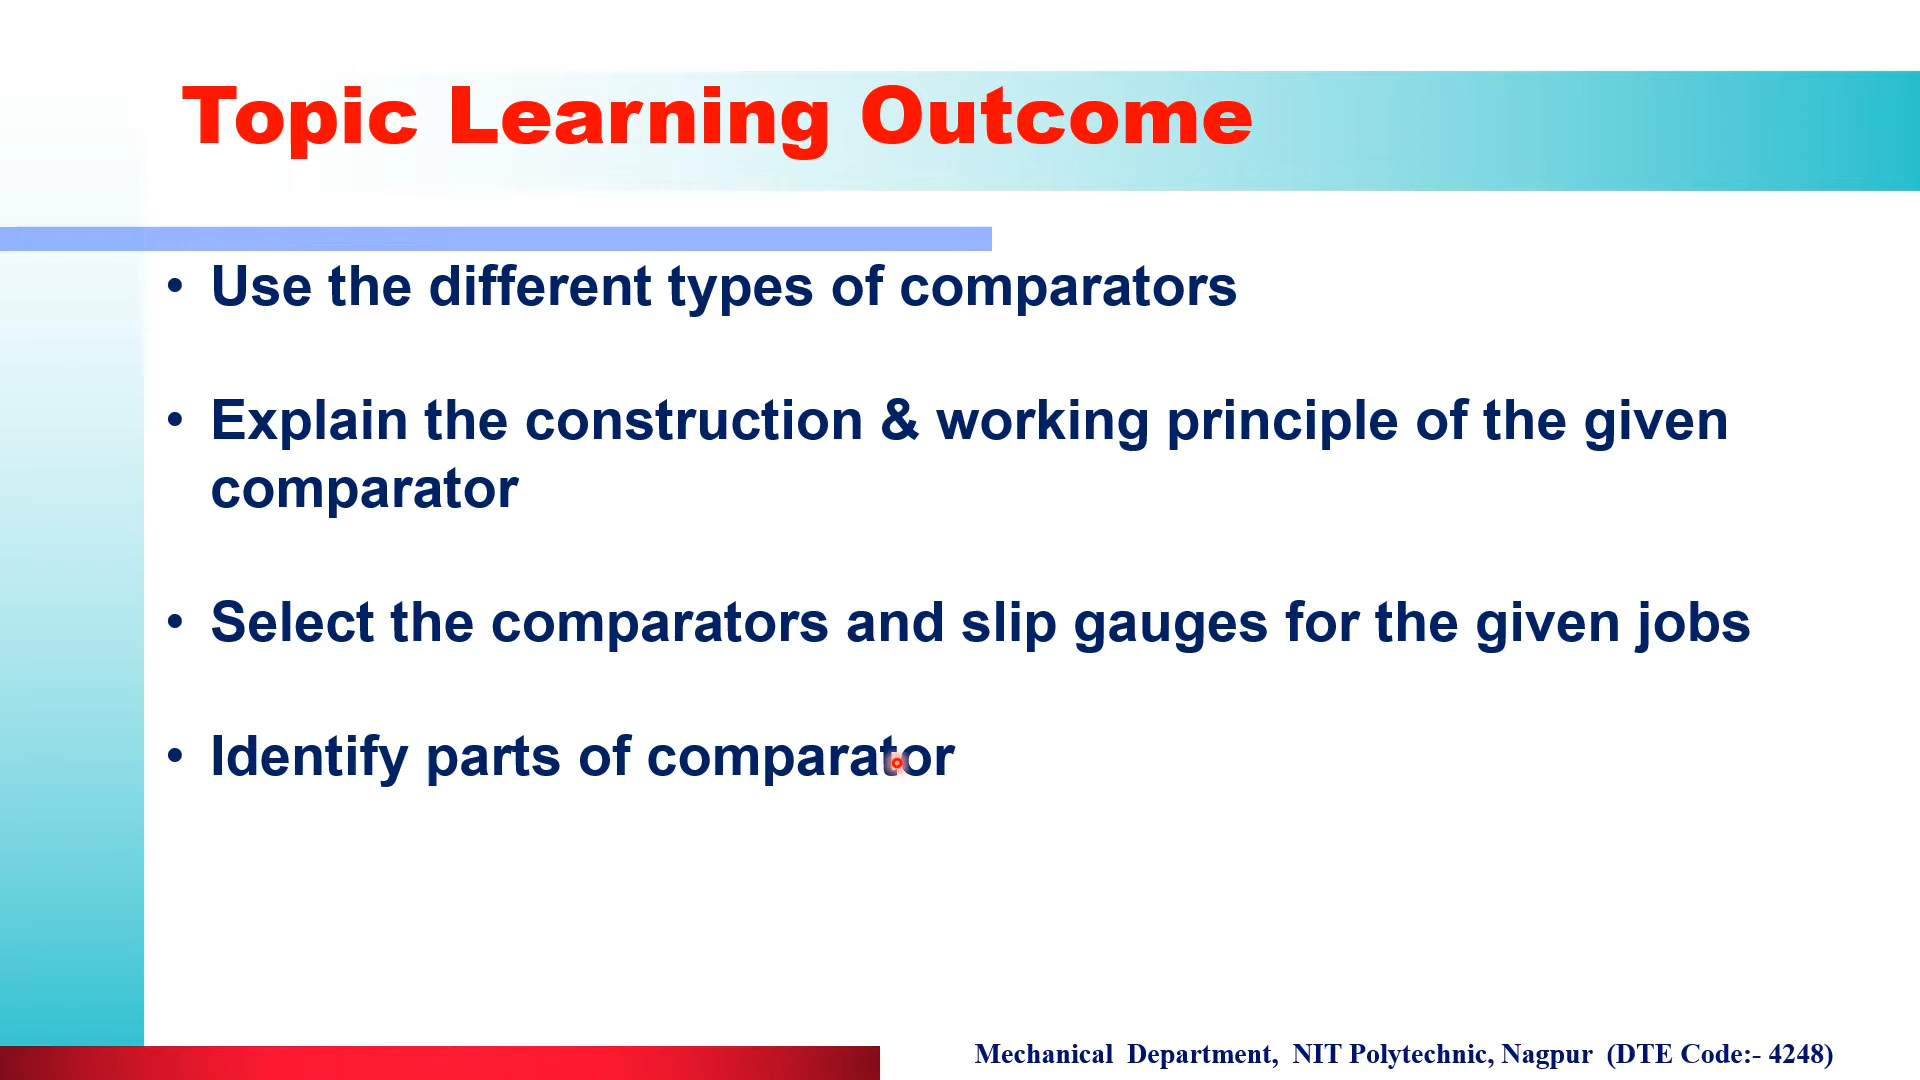 Topic Learning Outcome
• Use the different types of comparators
• Explain the construction & working principle of the given
comparator
• Select the comparators and slip gauges for the given jobs
• Identify parts of comparator
Mechanical Department, NIT Polytechnic, Nagpur (DTE Code:- 4248)